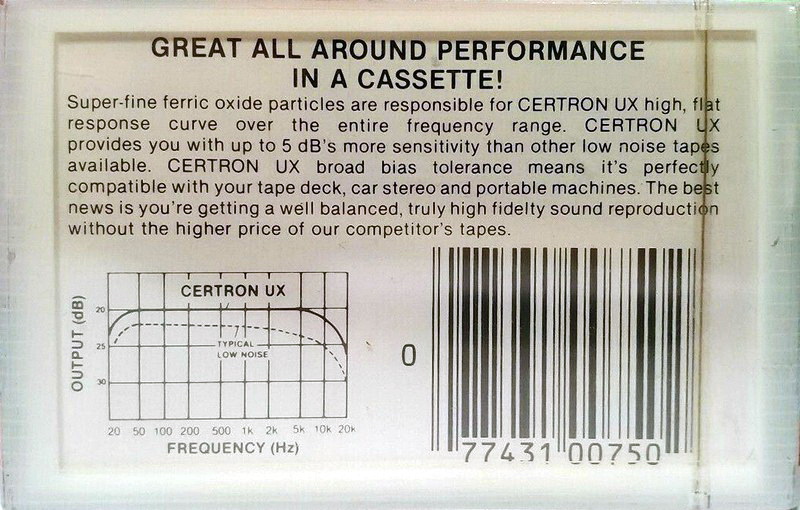 GREAT ALL AROUND PERFORMANCE
IN A CASSETTE!
Super-fine ferric oxide particles are responsible for CERTRON UX high, flat
response curve over the entire frequency range. CERTRON UX
provides you with up to 5 dB's more sensitivity than other low noise tapes
available. CERTRON UX broad bias tolerance means it's perfectly
compatible with your tape deck, car stereo and portable machines. The best
news is you're getting a well balanced, truly high fidelty sound reproduction
without the higher price of our competitor's tapes.
CERTRON UX
OUTPUT (dB)
20
25
30
TYPICAL
LOW NOISE
20 50 100 200 500 1k 2k 5k 10k 20k
FREQUENCY (Hz)
0 77431 00750